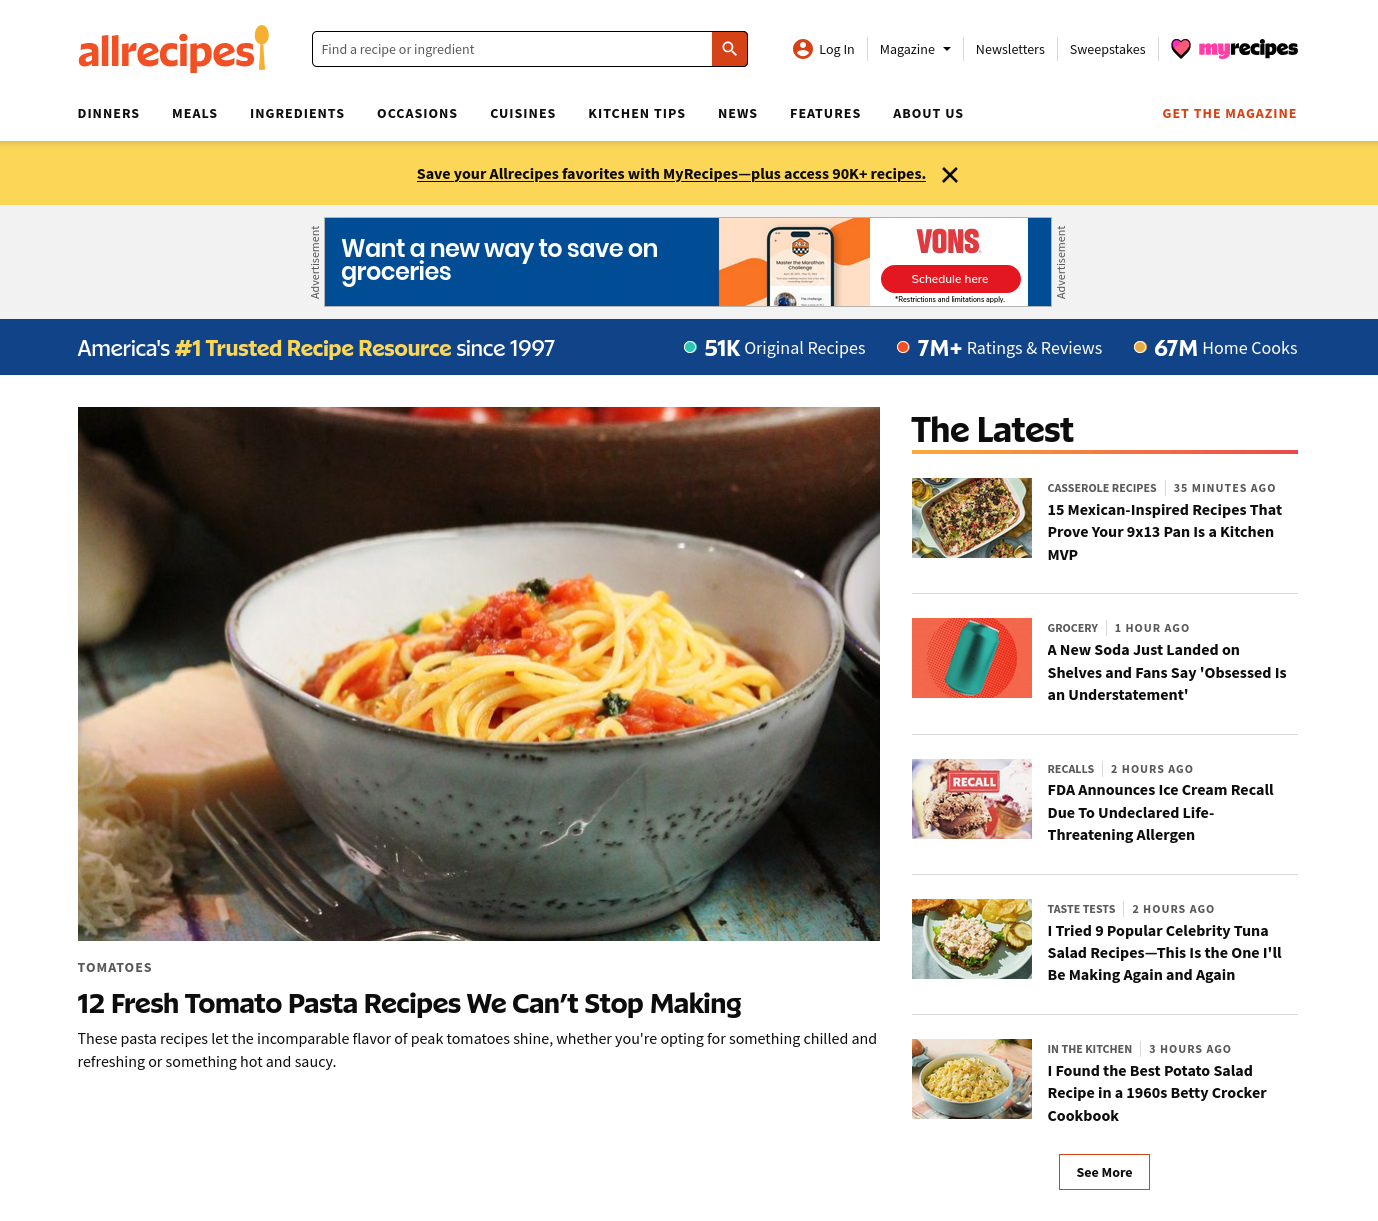 allrecipes
Find a recipe or ingredient
Log In
Magazine
Newsletters
Sweepstakes
myrecipes
DINNERS
MEALS
INGREDIENTS
OCCASIONS
CUISINES
KITCHEN TIPS
NEWS
FEATURES
ABOUT US
GET THE MAGAZINE
Save your Allrecipes favorites with MyRecipes—plus access 90K+ recipes.
Advertisement
Want a new way to save on
groceries
Master the Marathon
Challenge
The challenge
VONS
Schedule here
*Restrictions and limitations apply.
Advertisement
America's #1 Trusted Recipe Resource since 1997
51K Original Recipes
7M+ Ratings & Reviews
67M Home Cooks
TOMATOES
12 Fresh Tomato Pasta Recipes We Can't Stop Making
These pasta recipes let the incomparable flavor of peak tomatoes shine, whether you're opting for something chilled and
refreshing or something hot and saucy.
The Latest
CASSEROLE RECIPES
35 MINUTES AGO
15 Mexican-Inspired Recipes That
Prove Your 9x13 Pan Is a Kitchen
MVP
GROCERY
1 HOUR AGO
A New Soda Just Landed on
Shelves and Fans Say 'Obsessed Is
an Understatement'
RECALL
RECALLS
2 HOURS AGO
FDA Announces Ice Cream Recall
Due To Undeclared Life-
Threatening Allergen
TASTE TESTS
2 HOURS AGO
I Tried 9 Popular Celebrity Tuna
Salad Recipes—This Is the One I'll
Be Making Again and Again
IN THE KITCHEN
3 HOURS AGO
I Found the Best Potato Salad
Recipe in a 1960s Betty Crocker
Cookbook
See More